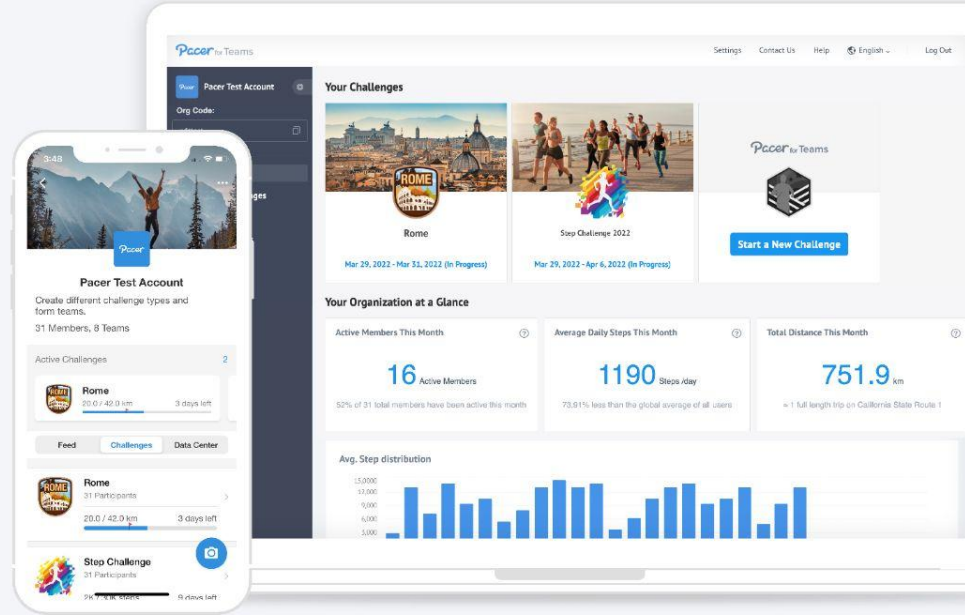 Pacer for Teams
Settings
Contact Us
Help
English
Log Out
Pacer
Pacer Test Account
Org Code:
Your Challenges
ROME
Rome
Mar 29, 2022 - Mar 31, 2022 (In Progress)
Step Challenge 2022
Mar 29, 2022 - Apr 6, 2022 (In Progress)
Pacer for Teams
Start a New Challenge
Your Organization at a Glance
Active Members This Month
16 Active Members
52% of 31 total members have been active this month
Average Daily Steps This Month
1190 Steps /day
73.91% less than the global average of all users
Total Distance This Month
751.9 km
≈ 1 full length trip on California State Route 1
Avg. Step distribution
15,0000
12,000
9,000
6,000
3,000
3:48
Pacer
Pacer Test Account
Create different challenge types and
form teams.
31 Members, 8 Teams
Active Challenges
2
ROME
Rome
20.0 / 42.0 km
3 days left
Feed
Challenges
Data Center
ROME
Rome
31 Participants
20.0 / 42.0 km
3 days left
Step Challenge
31 Participants
9 days left